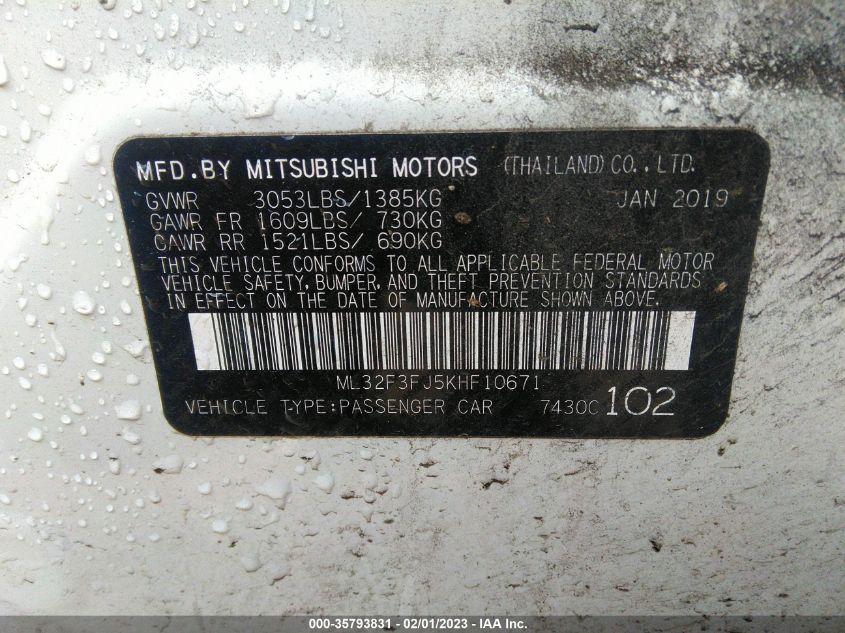 MFD.BY MITSUBISHI MOTORS (THAILAND)CO.,LTD.
GVWR 3053LBS/1385KG JAN 2019
GAWR FR 1609LBS/ 730KG
GAWR RR 1521LBS/ 690KG
THIS VEHICLE CONFORMS TO ALL APPLICABLE FEDERAL MOTOR
VEHICLE SAFETY, BUMPER, AND THEFT PREVENTION STANDARDS
IN EFFECT ON THE DATE OF MANUFACTURE SHOWN ABOVE.
ML32F3FJ5KHF10671
VEHICLE TYPE:PASSENGER CAR 7430C 102
000-35793831 - 02/01/2023 - IAA Inc.